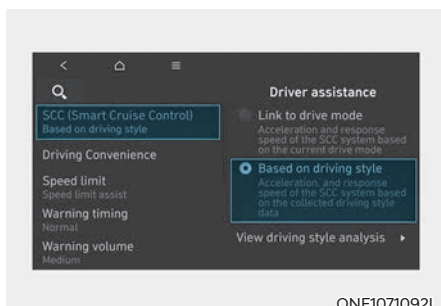 Driver assistance
SCC (Smart Cruise Control)
Based on driving style
Driving Convenience
Speed limit
Speed limit assist
Warning timing
Normal
Warning volume
Medium
Link to drive mode
Acceleration and response
speed of the SCC system based
on the current drive mode
Based on driving style
Acceleration, and response
speed of the SCC system based
on the collected driving style
data
View driving style analysis
ONE1071092L